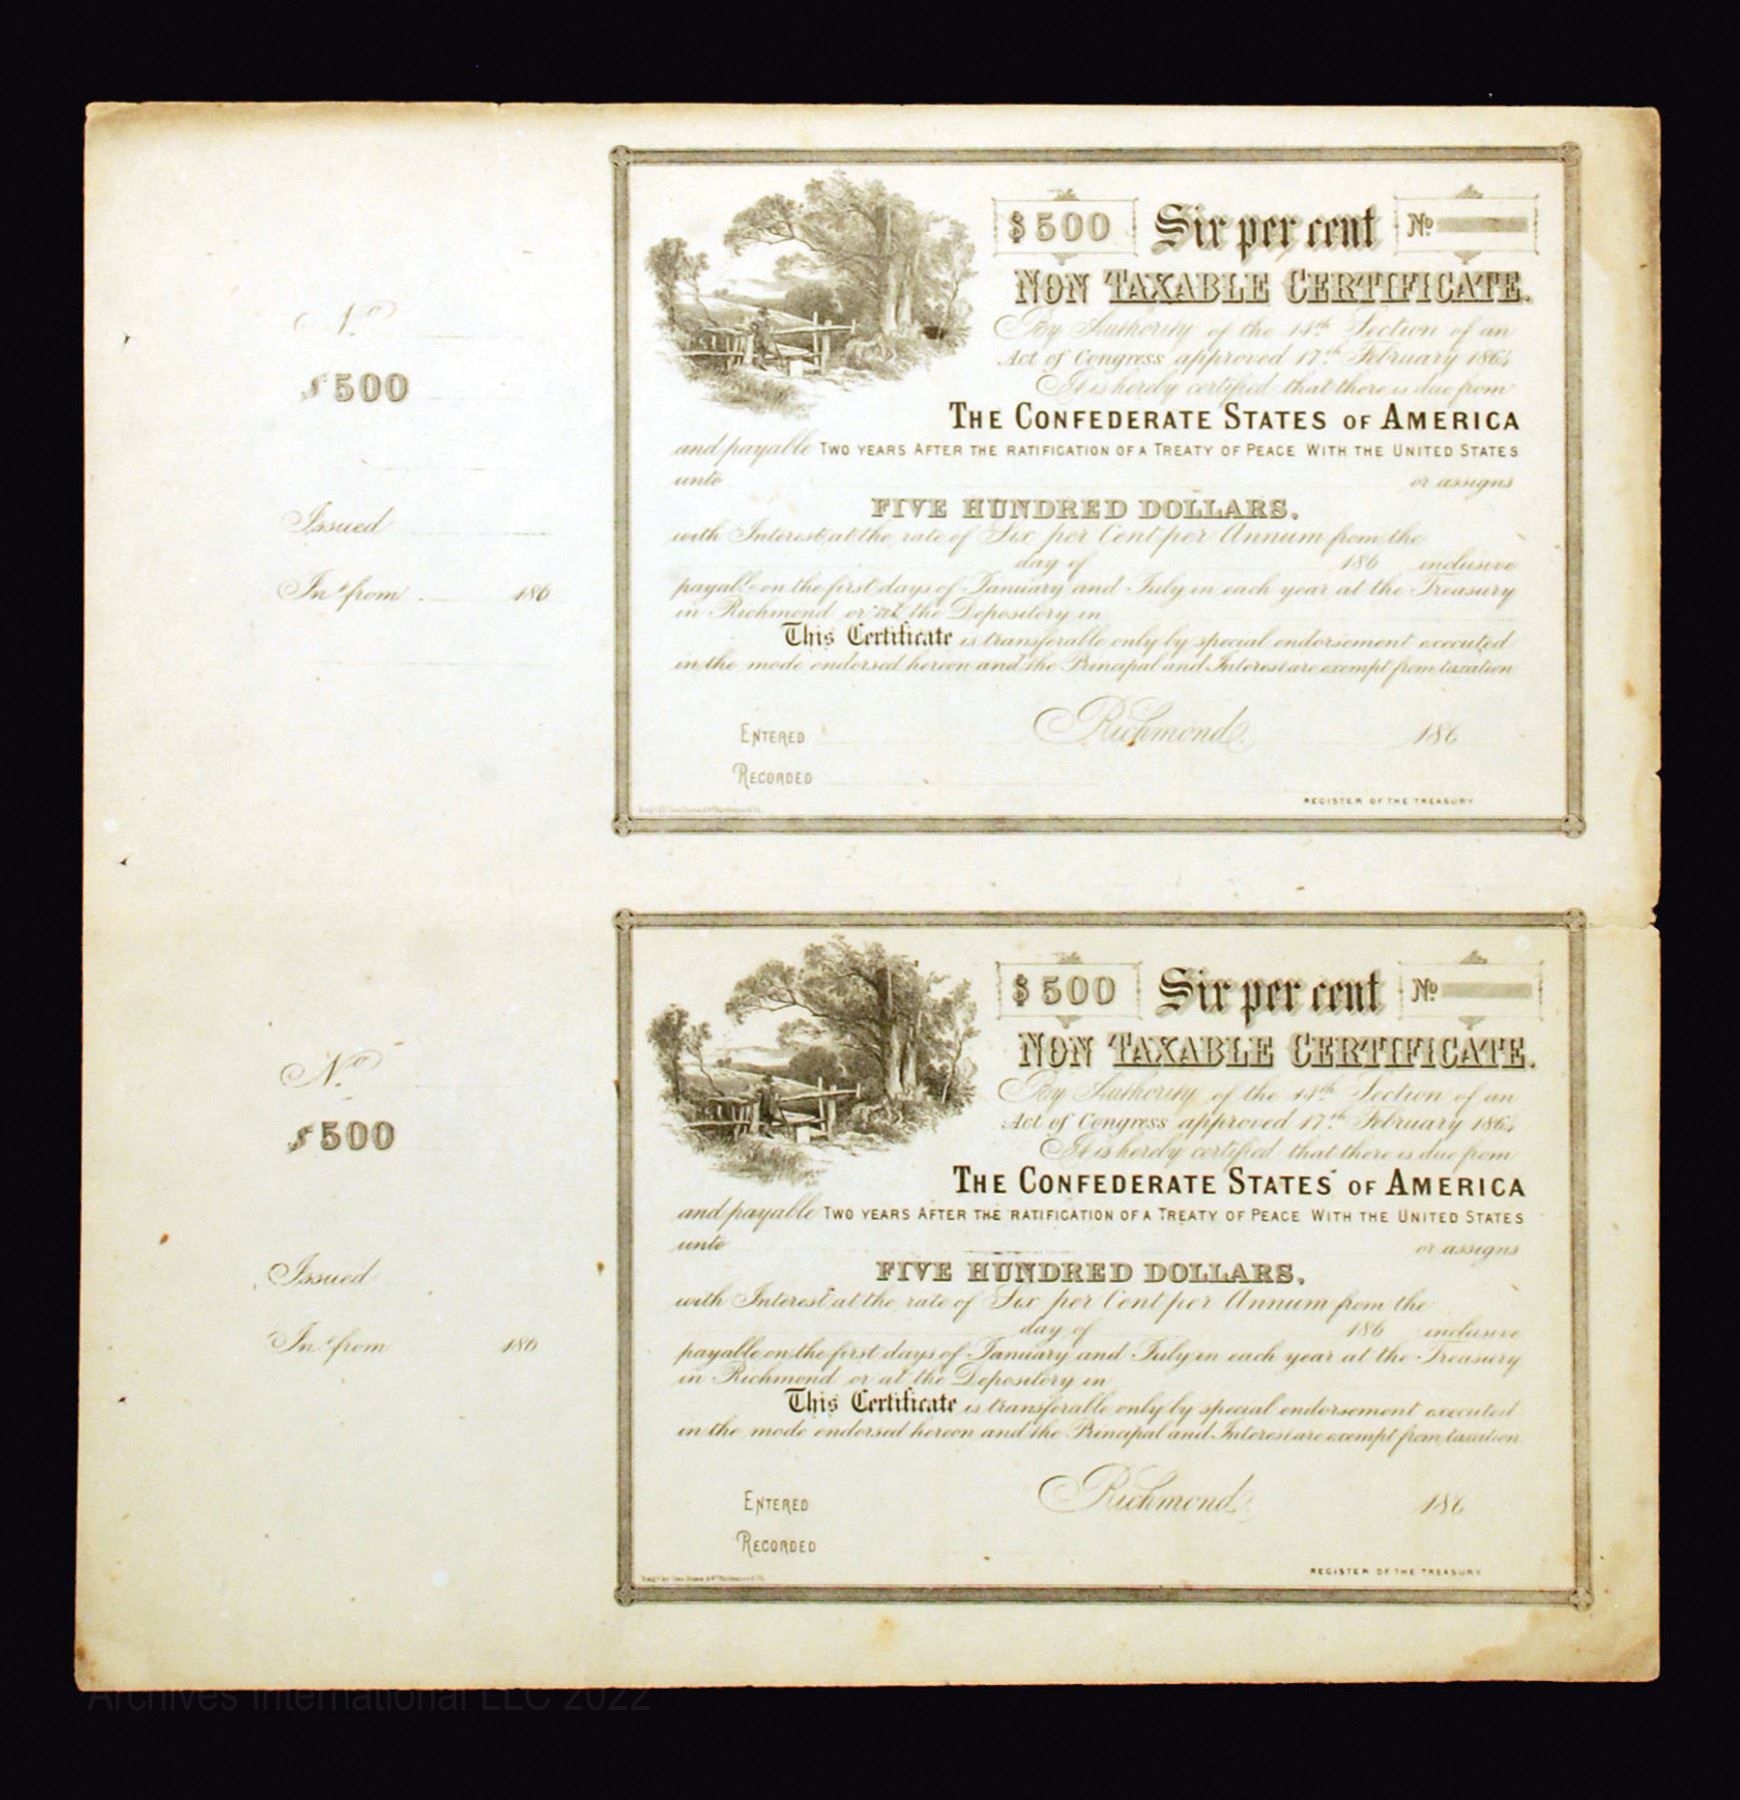 No
$500
Issued
Int from 186
$500 Six per cent No
NON TAXABLE CERTIFICATE.
By Authority of the 14th Section of an
Act of Congress approved 17th February 1864
It is hereby certified that there is due from
THE CONFEDERATE STATES OF AMERICA
and payable TWO YEARS AFTER THE RATIFICATION OF A TREATY OF PEACE WITH THE UNITED STATES
unto or assigns
FIVE HUNDRED DOLLARS.
with Interest at the rate of Six per Cent per Annum from the
day of 186 inclusive
payable on the first days of January and July in each year at the Treasury
in Richmond or at the Depository in
This Certificate is transferable only by special endorsement executed
in the mode endorsed hereon and the Principal and Interest are exempt from taxation
ENTERED Richmond 186
RECORDED
REGISTER OF THE TREASURY
No
$500
Issued
Int from 186
$500 Six per cent No
NON TAXABLE CERTIFICATE.
By Authority of the 14th Section of an
Act of Congress approved 17th February 1864
It is hereby certified that there is due from
THE CONFEDERATE STATES OF AMERICA
and payable TWO YEARS AFTER THE RATIFICATION OF A TREATY OF PEACE WITH THE UNITED STATES
unto or assigns
FIVE HUNDRED DOLLARS.
with Interest at the rate of Six per Cent per Annum from the
day of 186 inclusive
payable on the first days of January and July in each year at the Treasury
in Richmond or at the Depository in
This Certificate is transferable only by special endorsement executed
in the mode endorsed hereon and the Principal and Interest are exempt from taxation
ENTERED Richmond 186
RECORDED
REGISTER OF THE TREASURY
Archives International LLC 2022